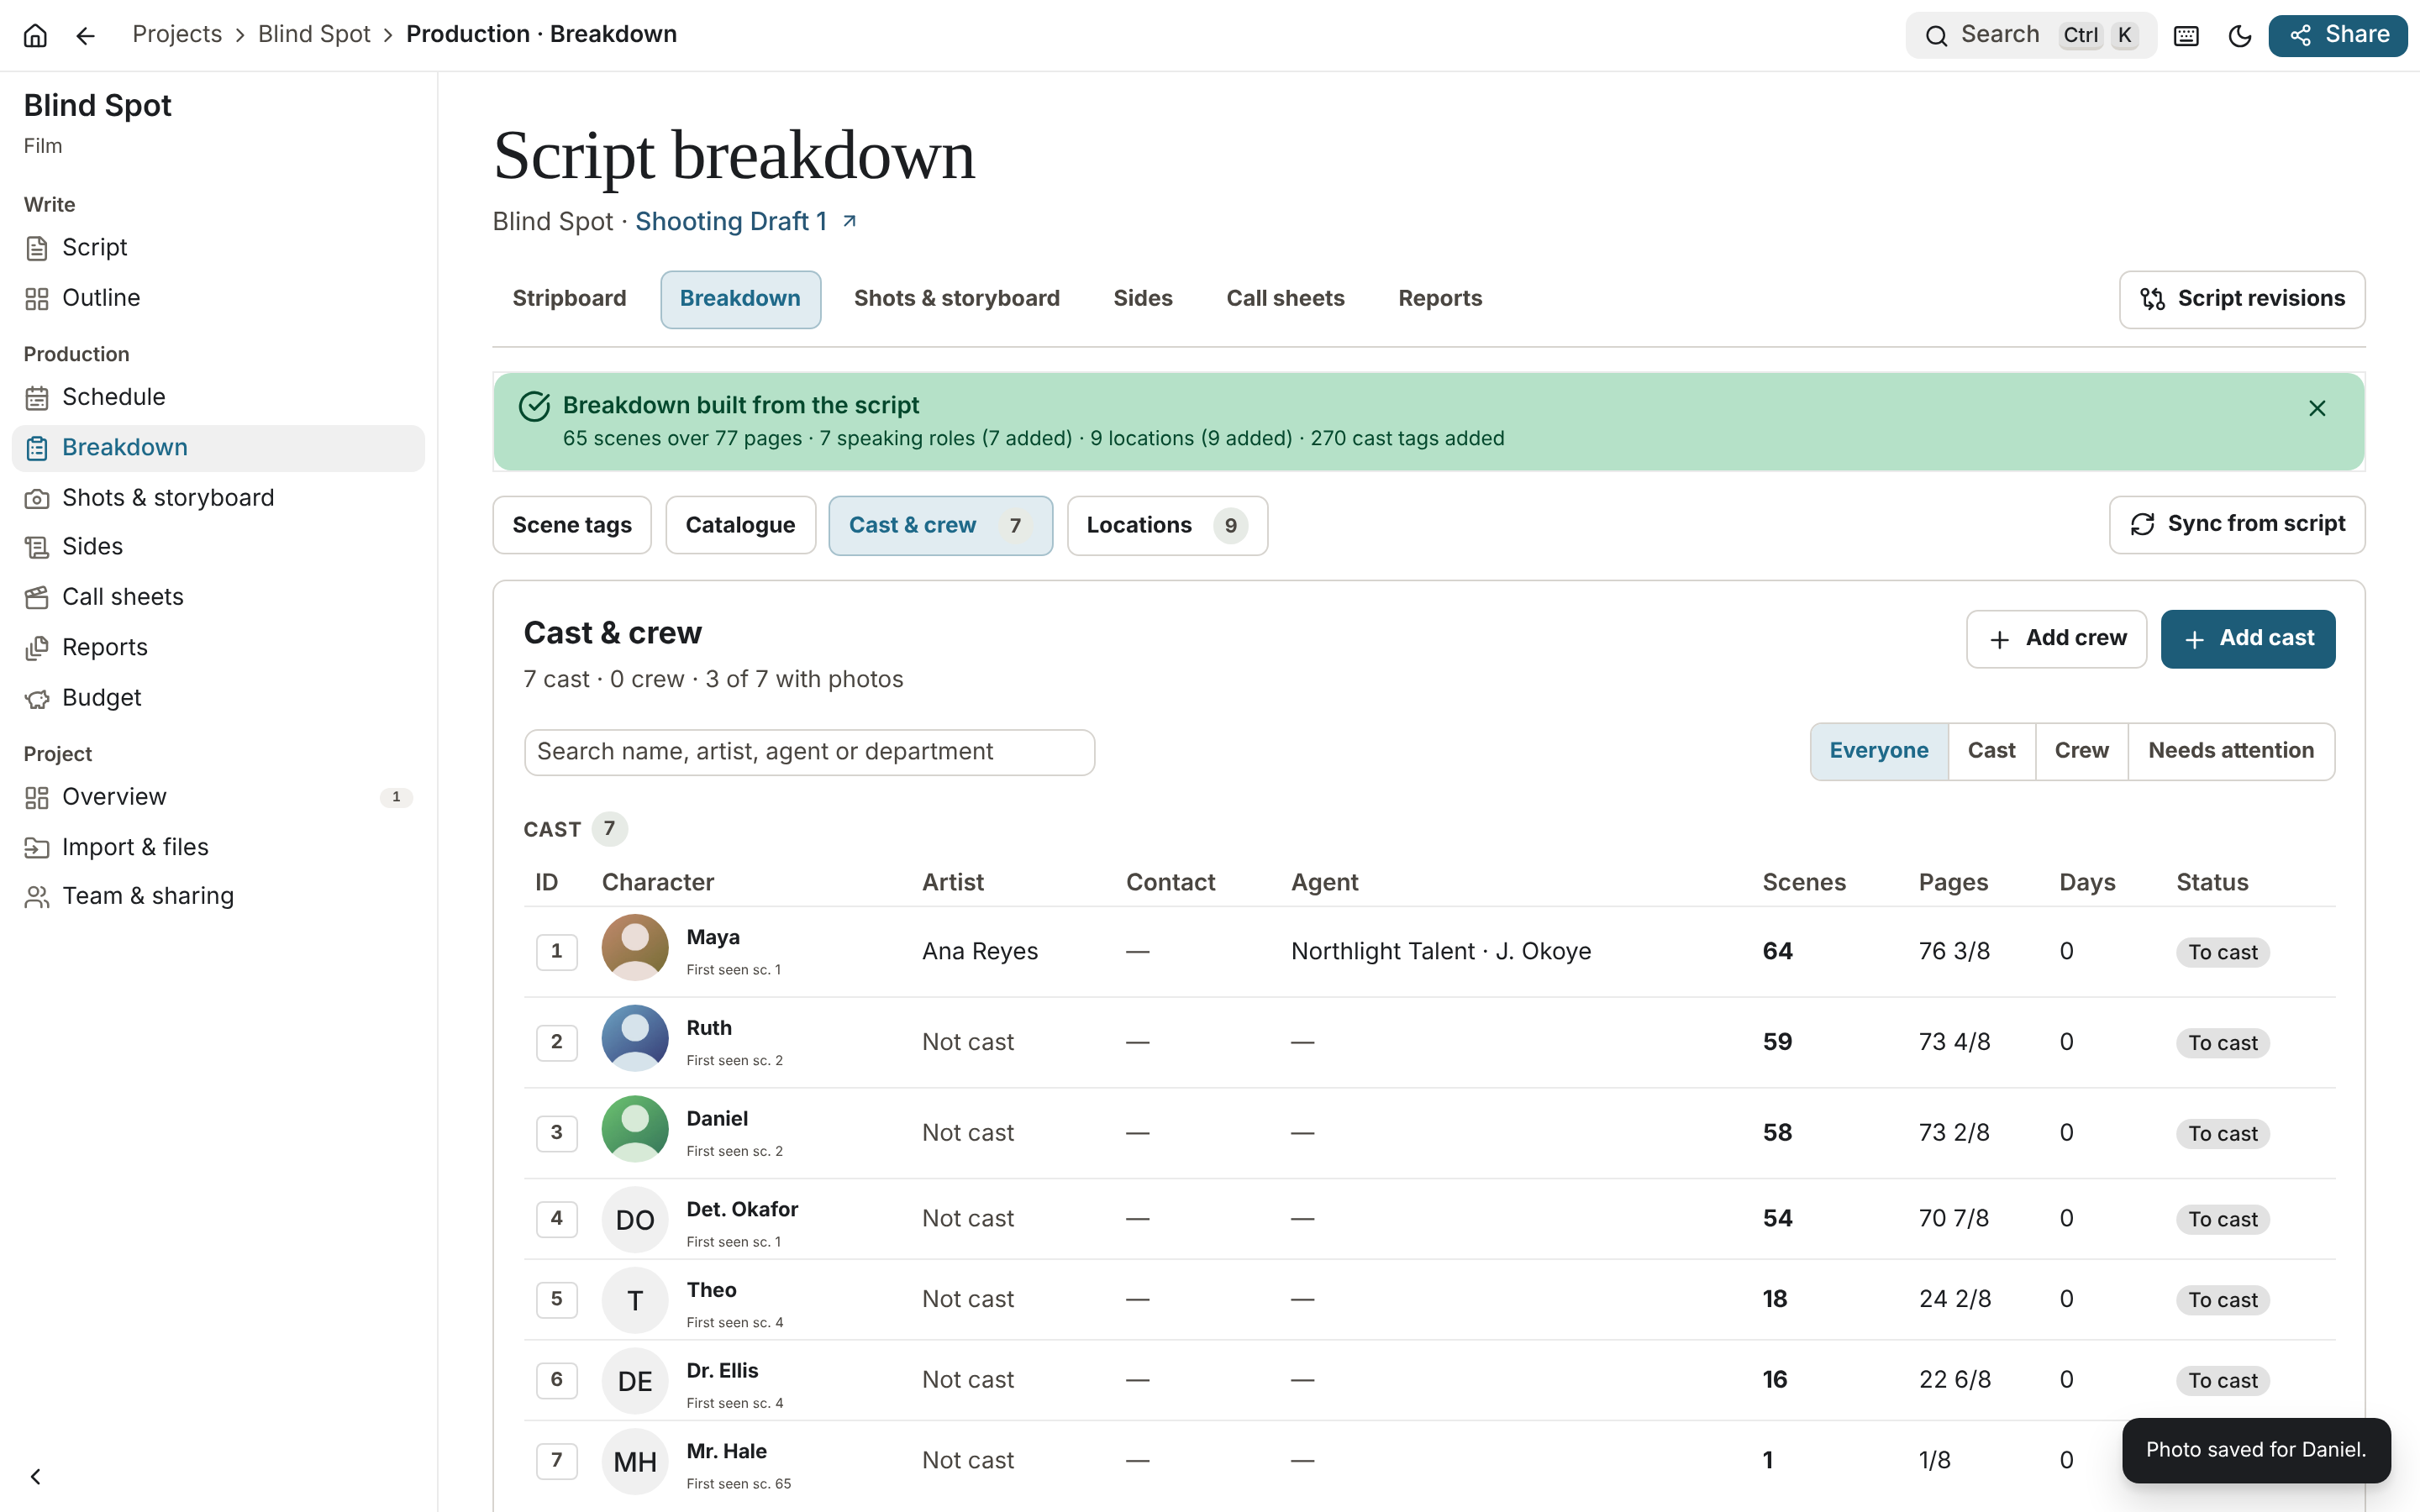 Projects > Blind Spot > Production · Breakdown
Search Ctrl K
Share
Blind Spot
Film
Write
Script
Outline
Production
Schedule
Breakdown
Shots & storyboard
Sides
Call sheets
Reports
Budget
Project
Overview 1
Import & files
Team & sharing
Script breakdown
Blind Spot · Shooting Draft 1
Stripboard Breakdown Shots & storyboard Sides Call sheets Reports Script revisions
Breakdown built from the script
65 scenes over 77 pages · 7 speaking roles (7 added) · 9 locations (9 added) · 270 cast tags added
Scene tags Catalogue Cast & crew 7 Locations 9 Sync from script
Cast & crew
Add crew Add cast
7 cast · 0 crew · 3 of 7 with photos
Search name, artist, agent or department
Everyone Cast Crew Needs attention
CAST 7
ID Character Artist Contact Agent Scenes Pages Days Status
1 Maya Ana Reyes — Northlight Talent · J. Okoye 64 76 3/8 0 To cast
First seen sc. 1
2 Ruth Not cast — — 59 73 4/8 0 To cast
First seen sc. 2
3 Daniel Not cast — — 58 73 2/8 0 To cast
First seen sc. 2
4 DO Det. Okafor Not cast — — 54 70 7/8 0 To cast
First seen sc. 1
5 T Theo Not cast — — 18 24 2/8 0 To cast
First seen sc. 4
6 DE Dr. Ellis Not cast — — 16 22 6/8 0 To cast
First seen sc. 4
7 MH Mr. Hale Not cast — — 1 1/8 0
First seen sc. 65
Photo saved for Daniel.